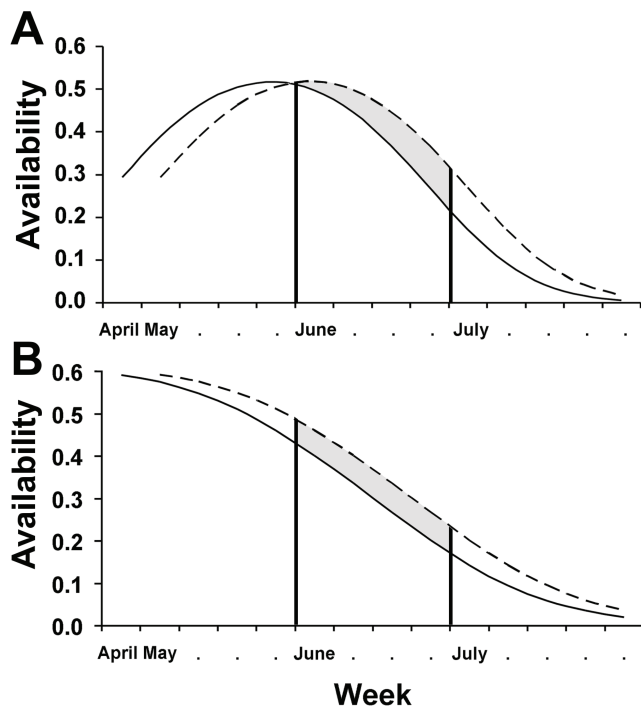 A
Availability
0.6
0.5
0.4
0.3
0.2
0.1
0.0
April May . . . June . . . July . . . .
B
Availability
0.6
0.5
0.4
0.3
0.2
0.1
0.0
April May . . . June . . . July . . . .
Week